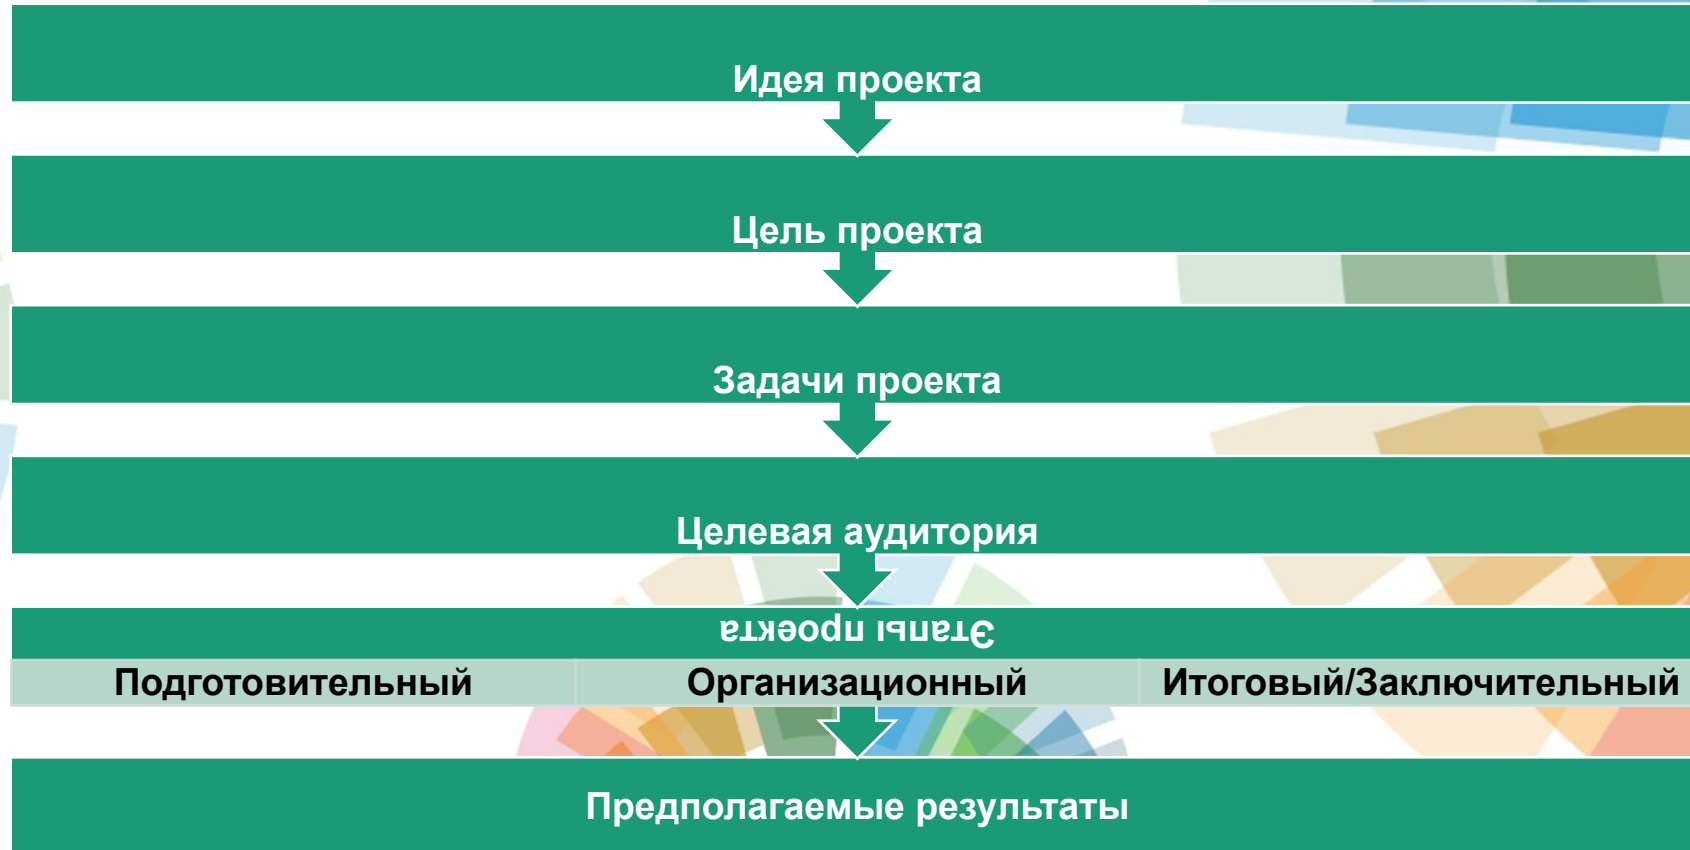 Идея проекта
Цель проекта
Задачи проекта
Целевая аудитория
Этапы проекта
Подготовительный Организационный Итоговый/Заключительный
Предполагаемые результаты